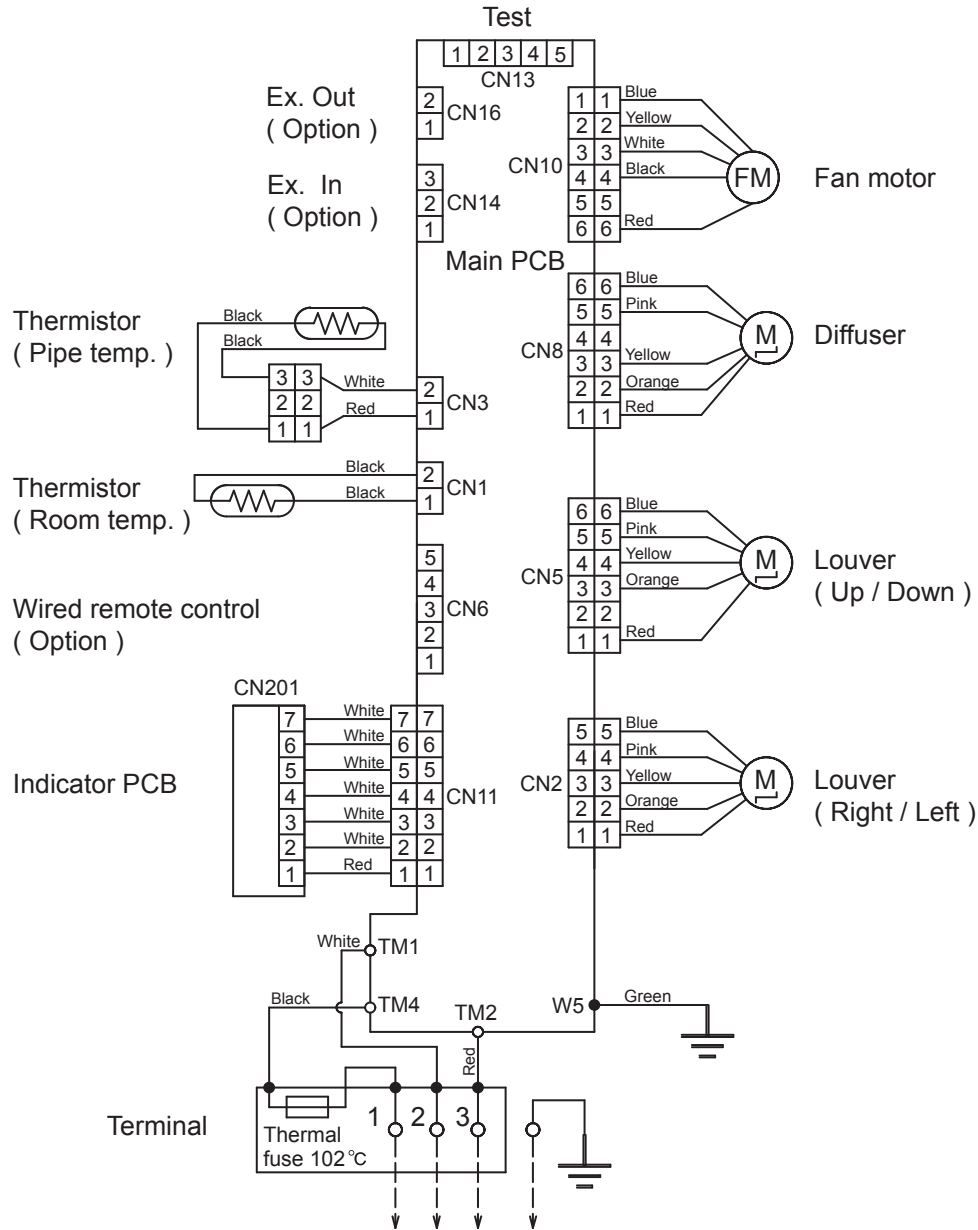 Test
1 2 3 4 5
CN13
Ex. Out
( Option )
2
1
CN16
Ex. In
( Option )
3
2
1
CN14
Main PCB
CN10
1 1 Blue
2 2 Yellow
3 3 White
4 4 Black
5 5
6 6 Red
FM
Fan motor
Thermistor
( Pipe temp. )
Black
Black
3 3 White
2 2
1 1 Red
2
1
CN3
CN8
6 6 Blue
5 5 Pink
4 4
3 3 Yellow
2 2 Orange
1 1 Red
M
Diffuser
Thermistor
( Room temp. )
Black
Black
2
1
CN1
Wired remote control
( Option )
5
4
3
2
1
CN6
CN5
6 6 Blue
5 5 Pink
4 4 Yellow
3 3 Orange
2 2
1 1 Red
M
Louver
( Up / Down )
Indicator PCB
CN201
7 White 7 7
6 White 6 6
5 White 5 5
4 White 4 4
3 White 3 3
2 White 2 2
1 Red 1 1
CN11
CN2
5 5 Blue
4 4 Pink
3 3 Yellow
2 2 Orange
1 1 Red
M
Louver
( Right / Left )
White TM1
Black TM4
TM2
Red
W5 Green
Terminal
Thermal
fuse 102°C
1 2 3